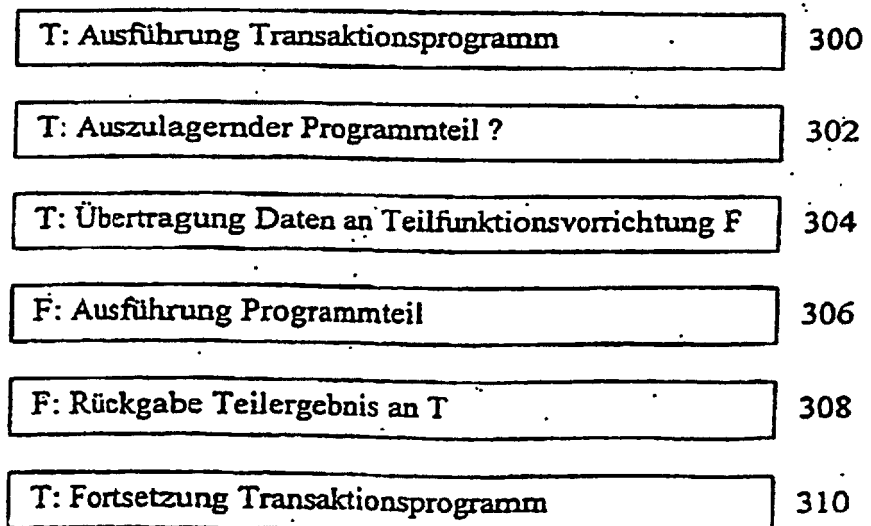 T: Ausführung Transaktionsprogramm 300
T: Auszulagernder Programmteil ? 302
T: Übertragung Daten an Teilfunktionsvorrichtung F 304
F: Ausführung Programmteil 306
F: Rückgabe Teilergebnis an T 308
T: Fortsetzung Transaktionsprogramm 310